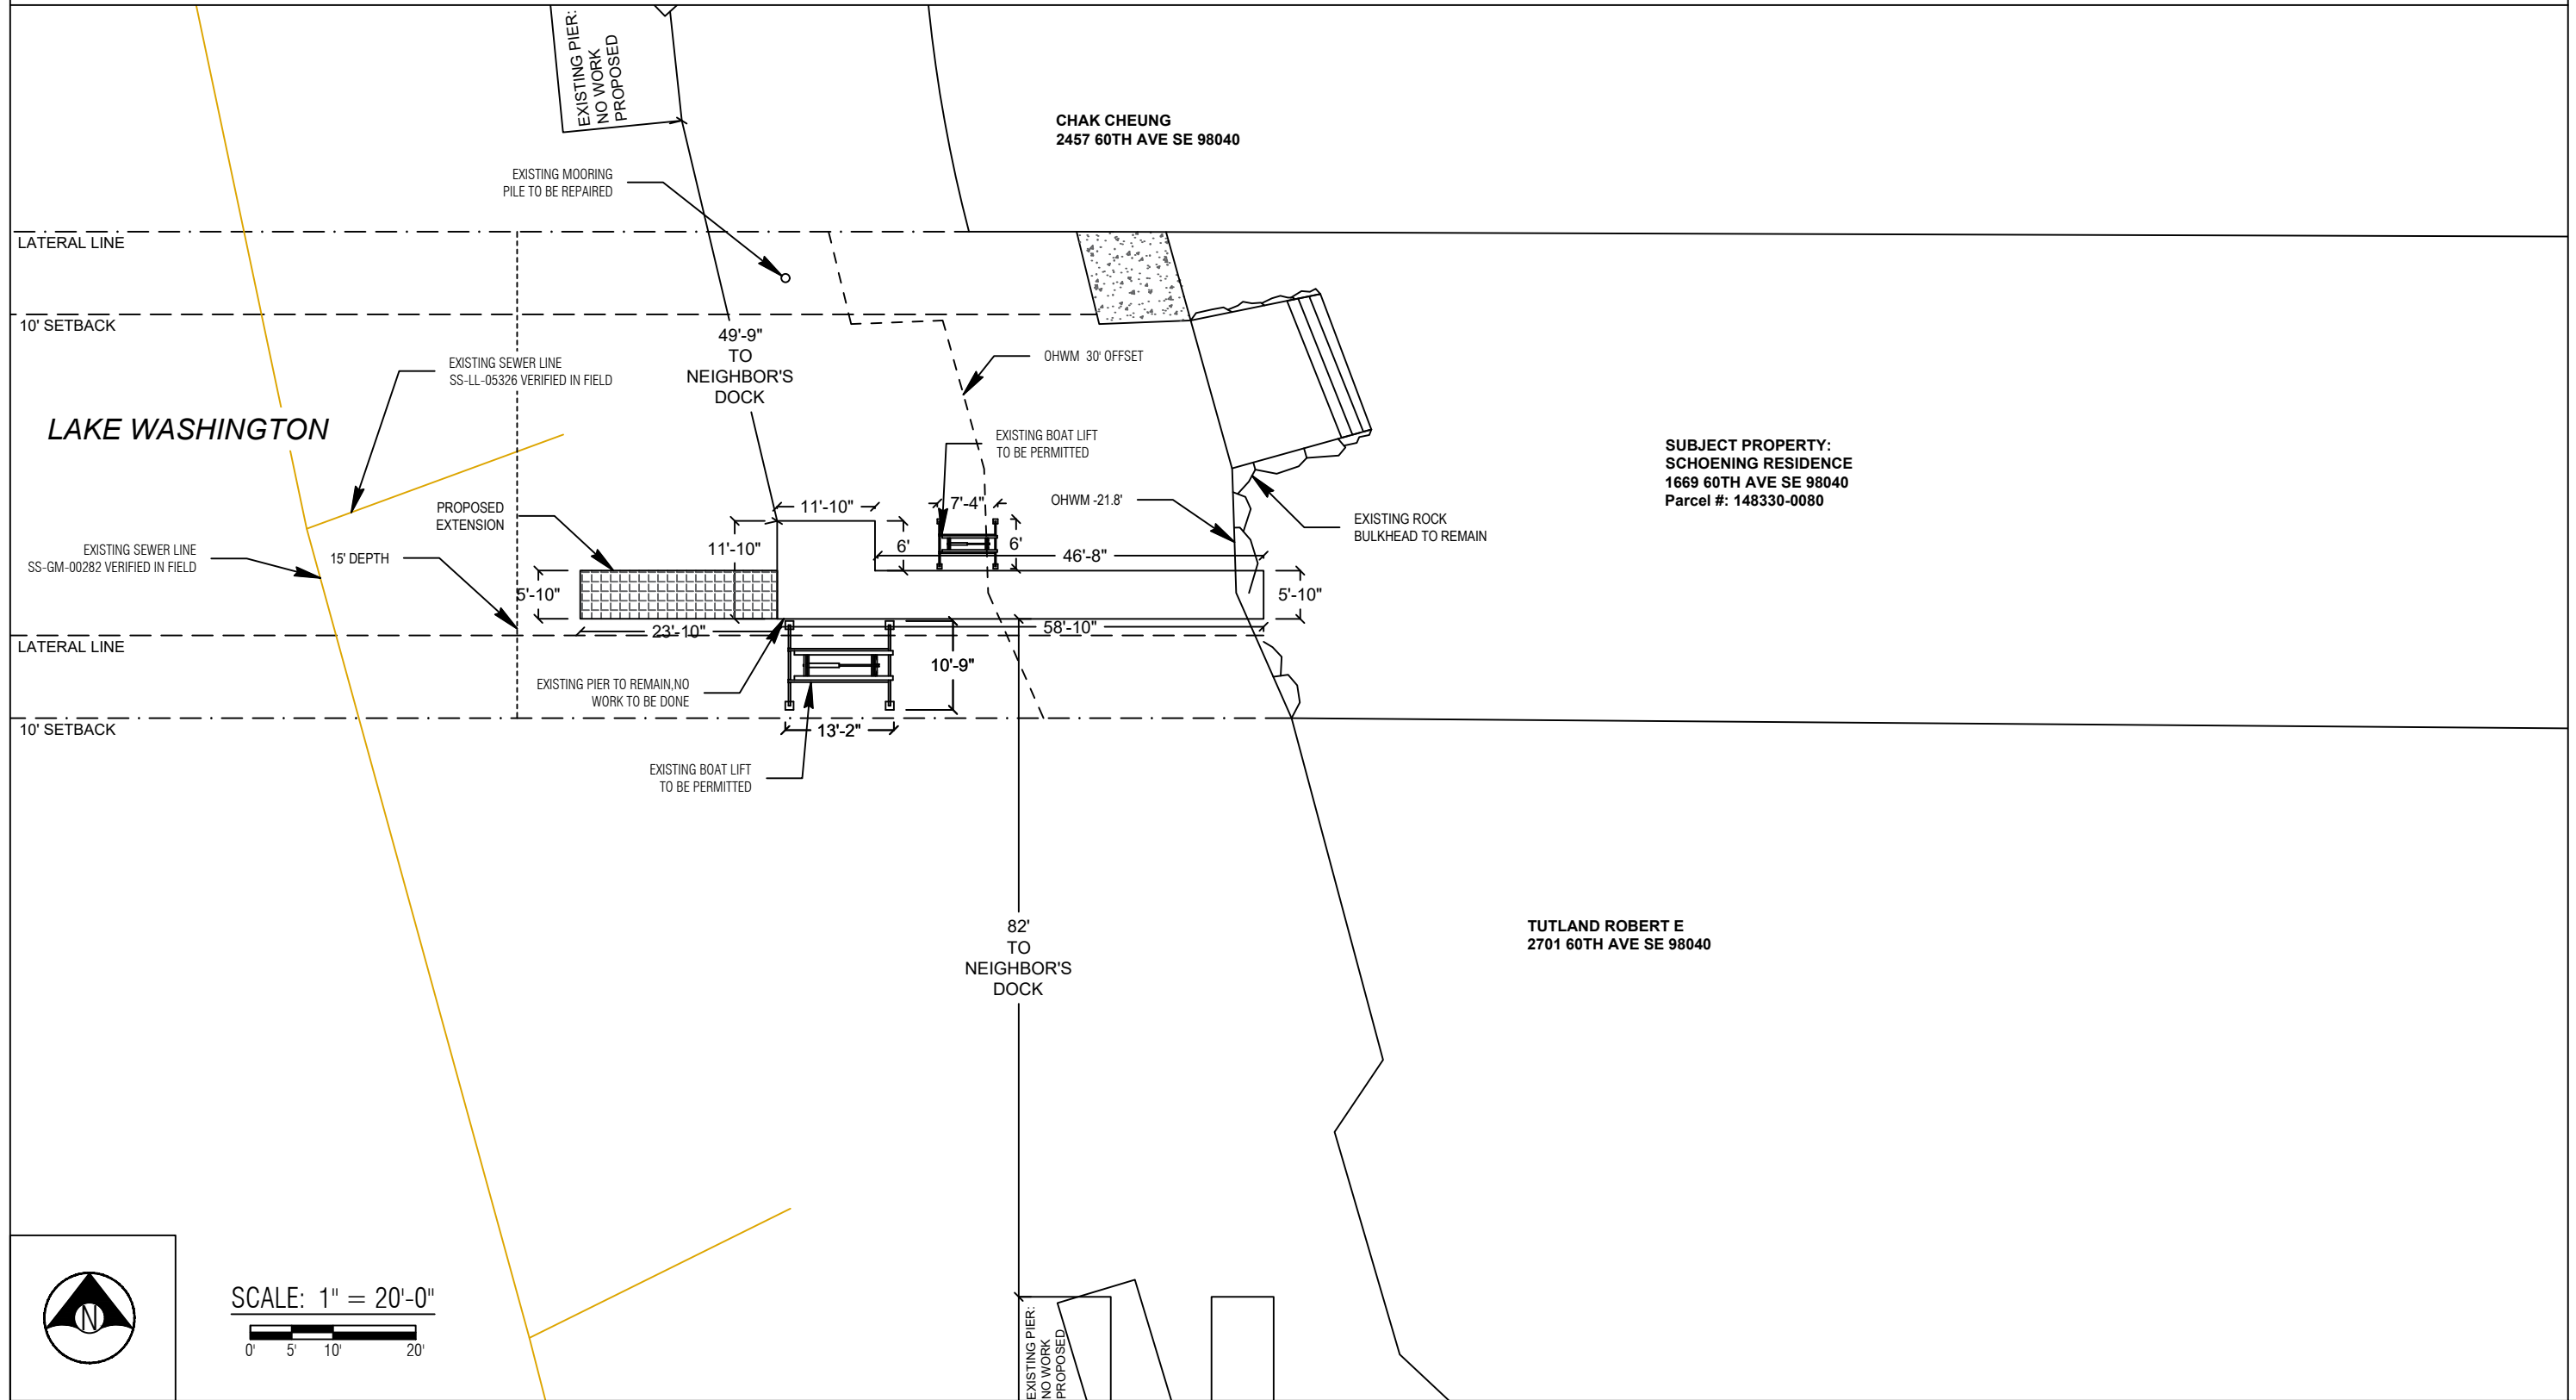 EXISTING PIER:
NO WORK
PROPOSED
CHAK CHEUNG
2457 60TH AVE SE 98040
EXISTING MOORING
PILE TO BE REPAIRED
LATERAL LINE
10' SETBACK
49'-9"
TO
NEIGHBOR'S
DOCK
OHWM 30' OFFSET
EXISTING SEWER LINE
SS-LL-05326 VERIFIED IN FIELD
LAKE WASHINGTON
EXISTING BOAT LIFT
TO BE PERMITTED
SUBJECT PROPERTY:
SCHOENING RESIDENCE
1669 60TH AVE SE 98040
Parcel #: 148330-0080
OHWM -21.8'
EXISTING ROCK
BULKHEAD TO REMAIN
PROPOSED
EXTENSION
11'-10"
7'-4"
11'-10"
6'
6'
46'-8"
EXISTING SEWER LINE
SS-GM-00282 VERIFIED IN FIELD
15' DEPTH
5'-10"
5'-10"
23'-10"
58'-10"
LATERAL LINE
10'-9"
EXISTING PIER TO REMAIN,NO
WORK TO BE DONE
10' SETBACK
13'-2"
EXISTING BOAT LIFT
TO BE PERMITTED
82'
TO
NEIGHBOR'S
DOCK
TUTLAND ROBERT E
2701 60TH AVE SE 98040
N
SCALE: 1" = 20'-0"
0' 5' 10' 20'
EXISTING PIER:
NO WORK
PROPOSED